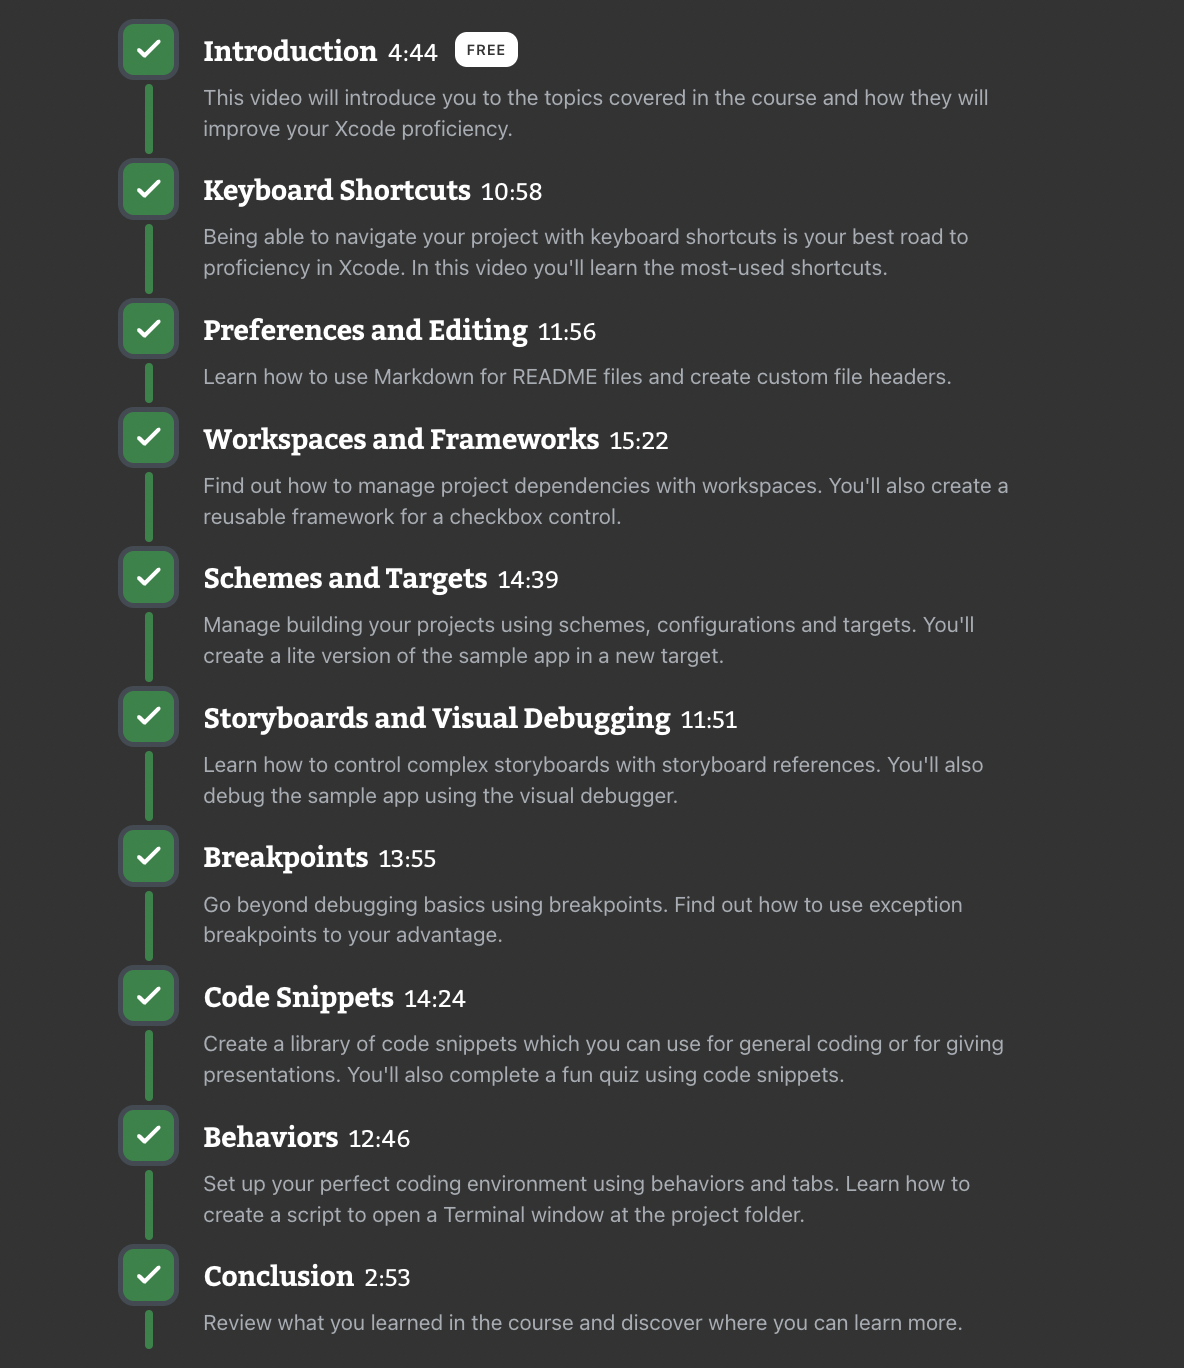 Introduction 4:44 FREE
This video will introduce you to the topics covered in the course and how they will
improve your Xcode proficiency.
Keyboard Shortcuts 10:58
Being able to navigate your project with keyboard shortcuts is your best road to
proficiency in Xcode. In this video you'll learn the most-used shortcuts.
Preferences and Editing 11:56
Learn how to use Markdown for README files and create custom file headers.
Workspaces and Frameworks 15:22
Find out how to manage project dependencies with workspaces. You'll also create a
reusable framework for a checkbox control.
Schemes and Targets 14:39
Manage building your projects using schemes, configurations and targets. You'll
create a lite version of the sample app in a new target.
Storyboards and Visual Debugging 11:51
Learn how to control complex storyboards with storyboard references. You'll also
debug the sample app using the visual debugger.
Breakpoints 13:55
Go beyond debugging basics using breakpoints. Find out how to use exception
breakpoints to your advantage.
Code Snippets 14:24
Create a library of code snippets which you can use for general coding or for giving
presentations. You'll also complete a fun quiz using code snippets.
Behaviors 12:46
Set up your perfect coding environment using behaviors and tabs. Learn how to
create a script to open a Terminal window at the project folder.
Conclusion 2:53
Review what you learned in the course and discover where you can learn more.